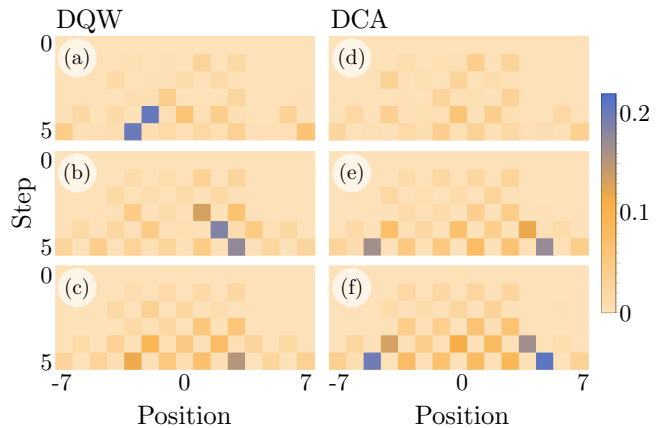 DQW DCA
0 (a) (d)
5
0 (b) (e) 0.2
Step 0.1
5
0 (c) (f) 0
5
-7 0 7 -7 0 7
Position Position